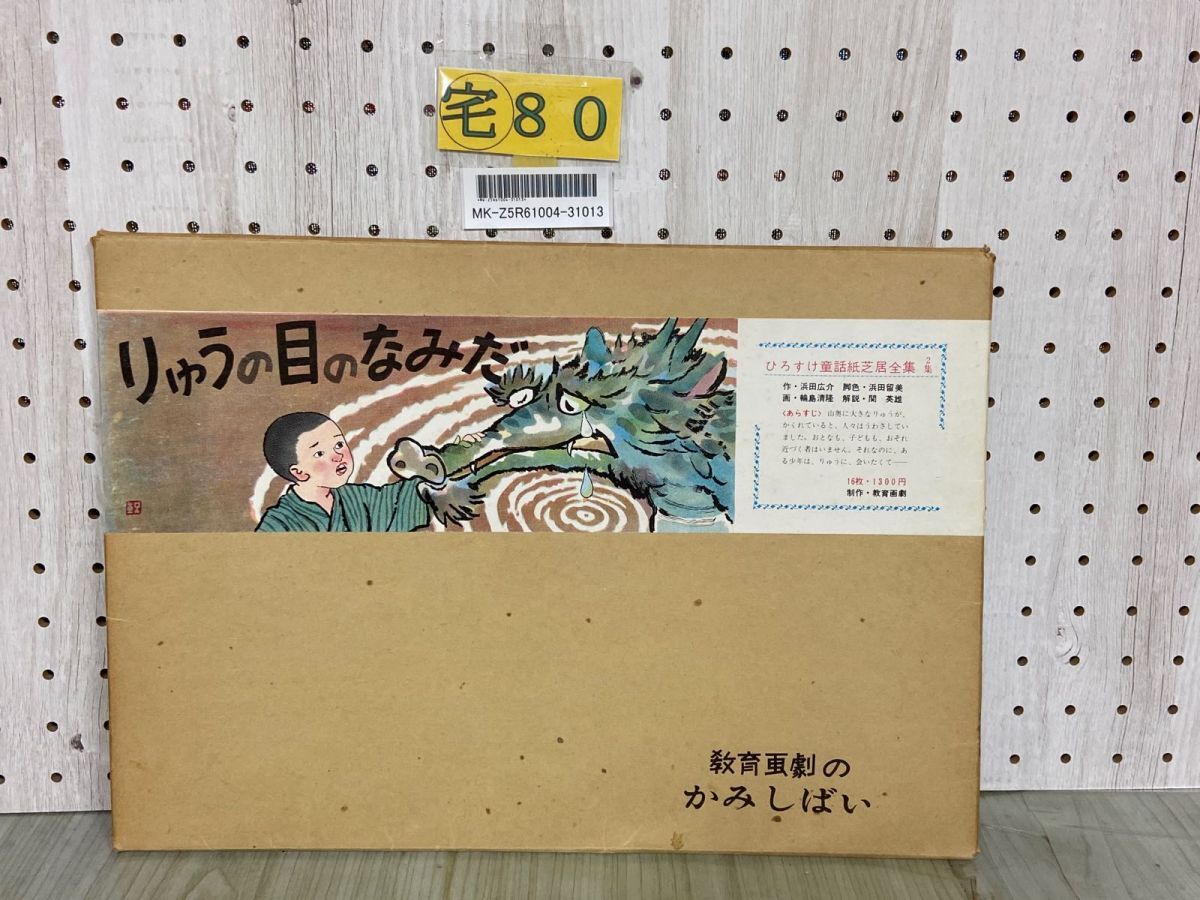 宅80
MK-Z5R61004-31013
りゅうの目のなみだ
ひろすけ童話紙芝居全集 2集
作・浜田広介 脚色・浜田留美
画・輪島清隆 解説・関 英雄
〈あらすじ〉 山奥に大きなりゅうが、
かくれていると、人々はうわさしてい
ました。おとなも、子どもも、おそれ
近づく者はいません。それなのに、あ
る少年は、りゅうに、会いたくて――
16枚・1300円
制作・教育画劇
教育画劇の
かみしばい